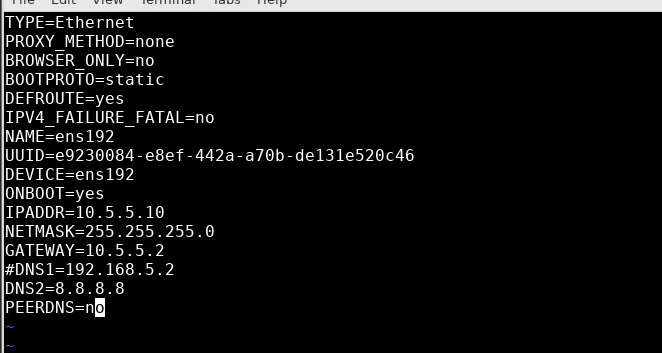 File Edit View Terminal Tabs Help
TYPE=Ethernet
PROXY_METHOD=none
BROWSER_ONLY=no
BOOTPROTO=static
DEFROUTE=yes
IPV4_FAILURE_FATAL=no
NAME=ens192
UUID=e9230084-e8ef-442a-a70b-de131e520c46
DEVICE=ens192
ONBOOT=yes
IPADDR=10.5.5.10
NETMASK=255.255.255.0
GATEWAY=10.5.5.2
#DNS1=192.168.5.2
DNS2=8.8.8.8
PEERDNS=no
~
~